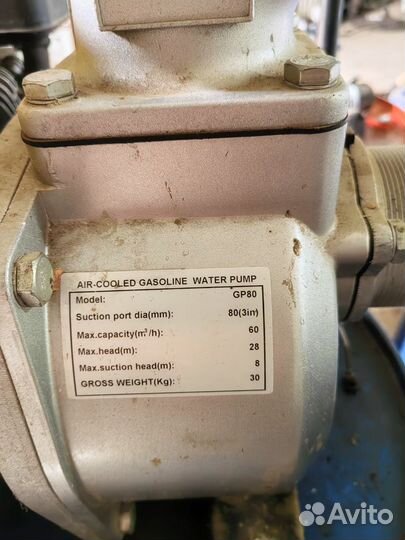 AIR-COOLED GASOLINE WATER PUMP
Model: GP80
Suction port dia(mm): 80(3in)
Max.capacity(m³/h): 60
Max.head(m): 28
Max.suction head(m): 8
GROSS WEIGHT(Kg): 30
Avito